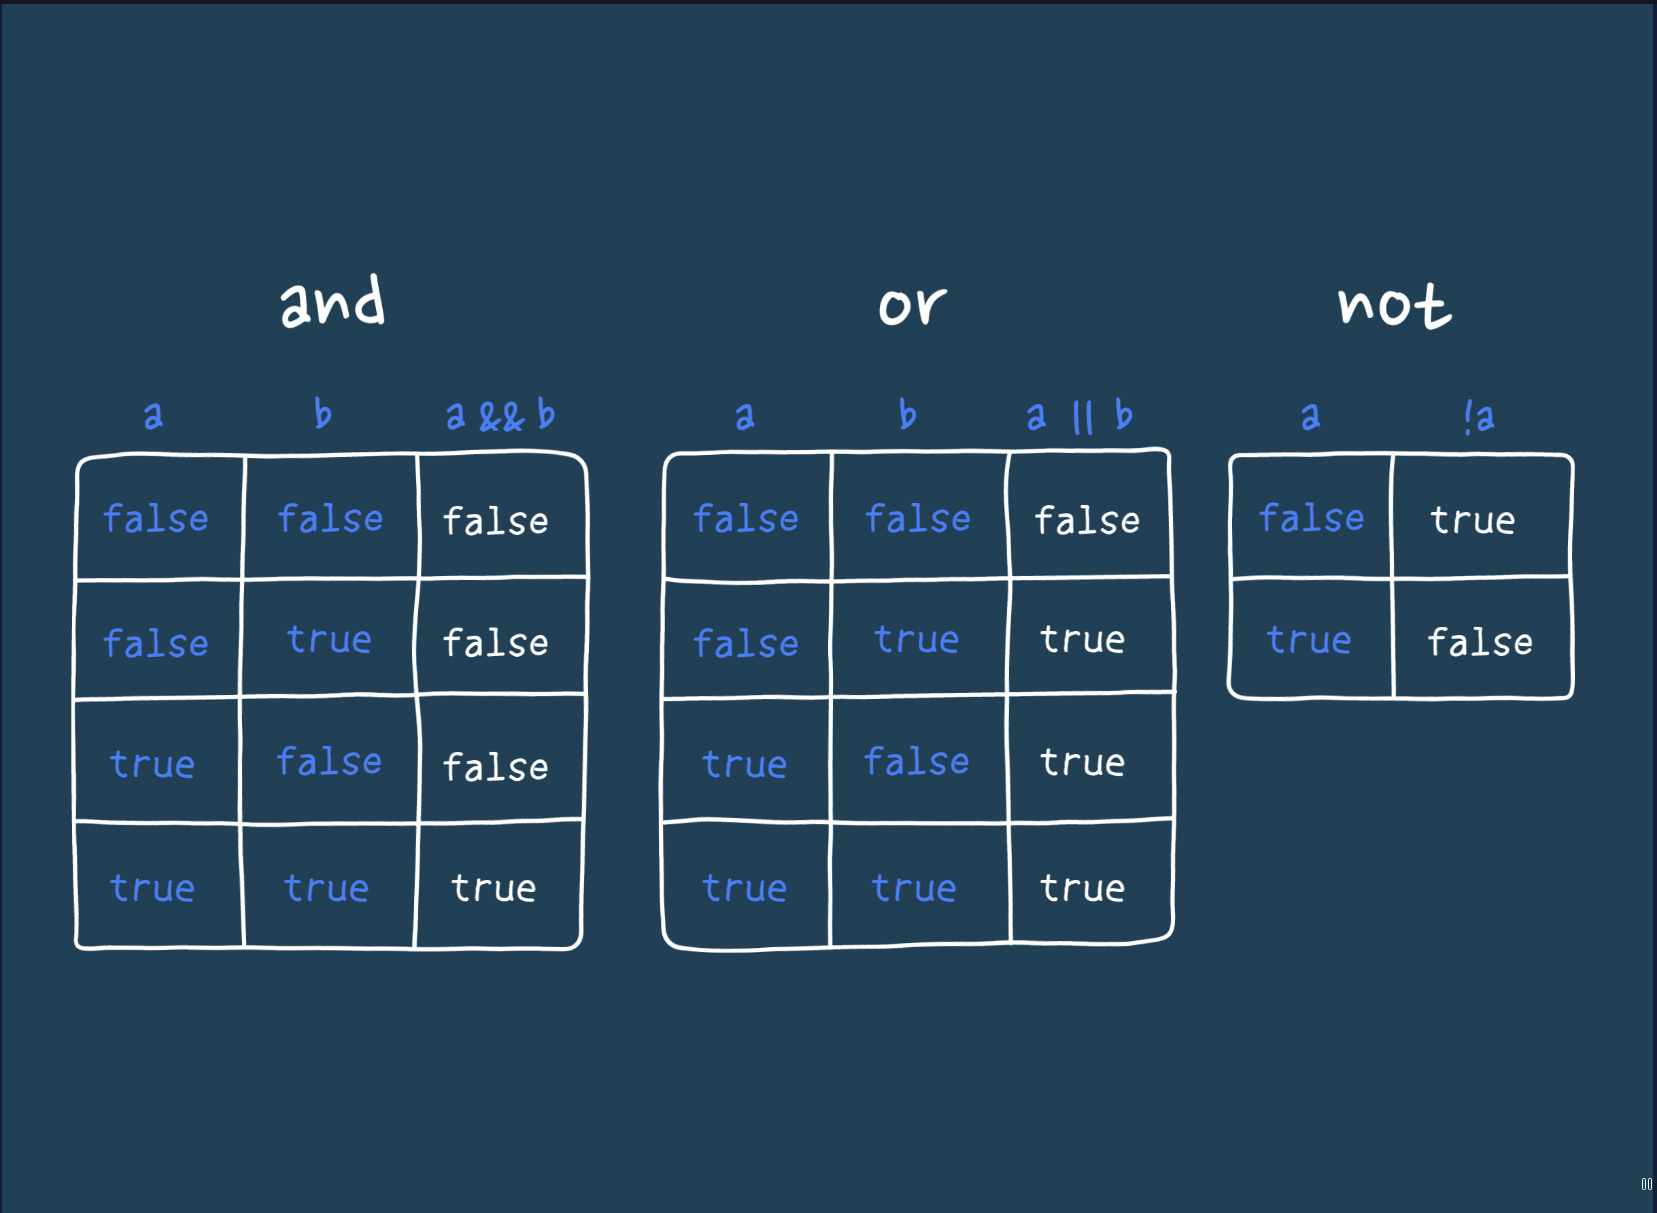 and or not
a b a && b a || b a !a
false false false false false false false true
false true false false true true true false
true false false true false true
true true true true true true